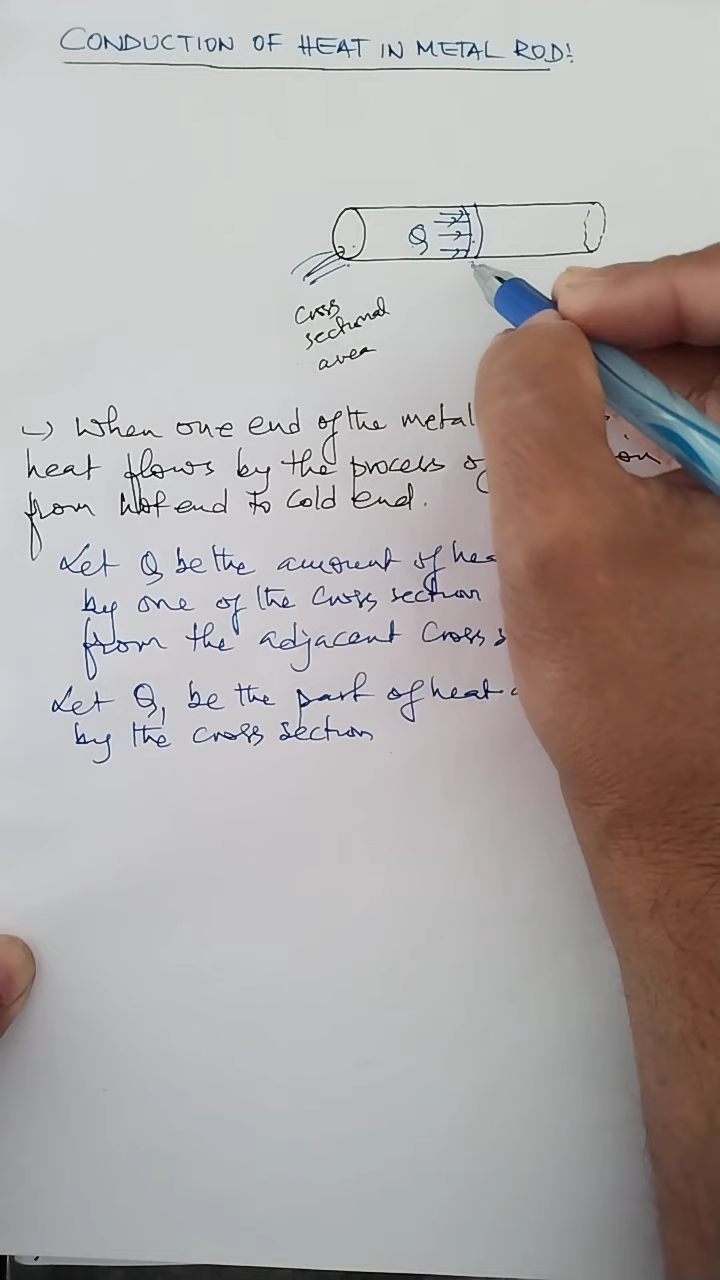 CONDUCTION OF HEAT IN METAL ROD!
Q
Cross
sectional
area
→ When one end of the metal
heat flows by the process of
from hot end to cold end.
Let Q be the amount of hea
by one of the cross section
from the adjacent cross s
Let Q₁ be the part of heat
by the cross section